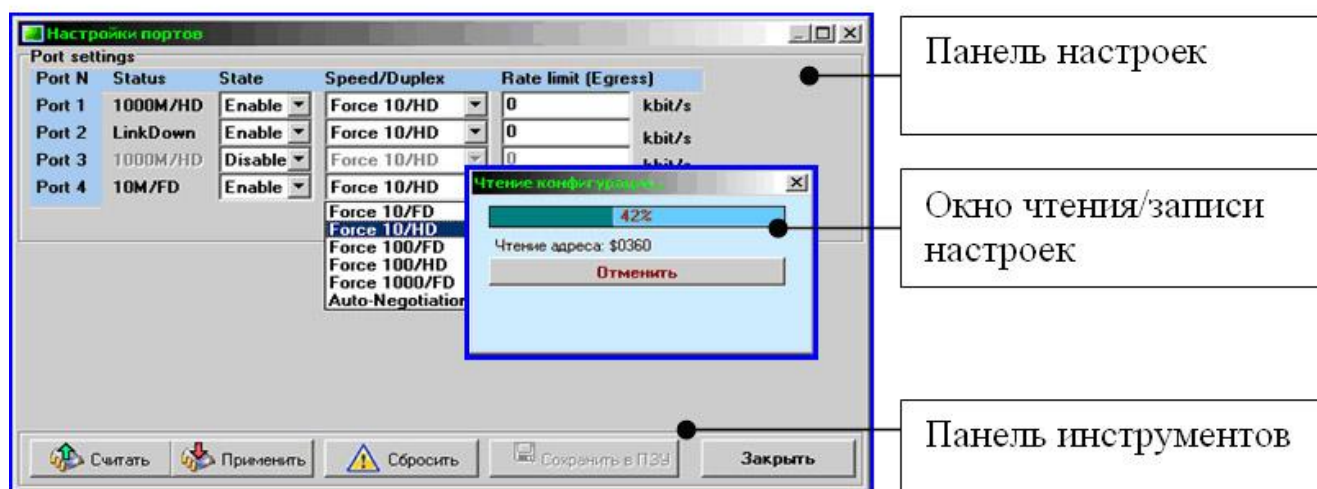 Настройки портов
Port settings
Port N Status State Speed/Duplex Rate limit (Egress)
Port 1 1000M/HD Enable Force 10/HD 0 kbit/s
Port 2 LinkDown Enable Force 10/HD 0 kbit/s
Port 3 1000M/HD Disable Force 10/HD 0 kbit/s
Port 4 10M/FD Enable Force 10/HD
Force 10/FD
Force 10/HD
Force 100/FD
Force 100/HD
Force 1000/FD
Auto-Negotiation
Чтение конфигурации...
42%
Чтение адреса: $0360
Отменить
Считать Применить Сбросить Сохранить в ПЗУ Закрыть
Панель настроек
Окно чтения/записи
настроек
Панель инструментов